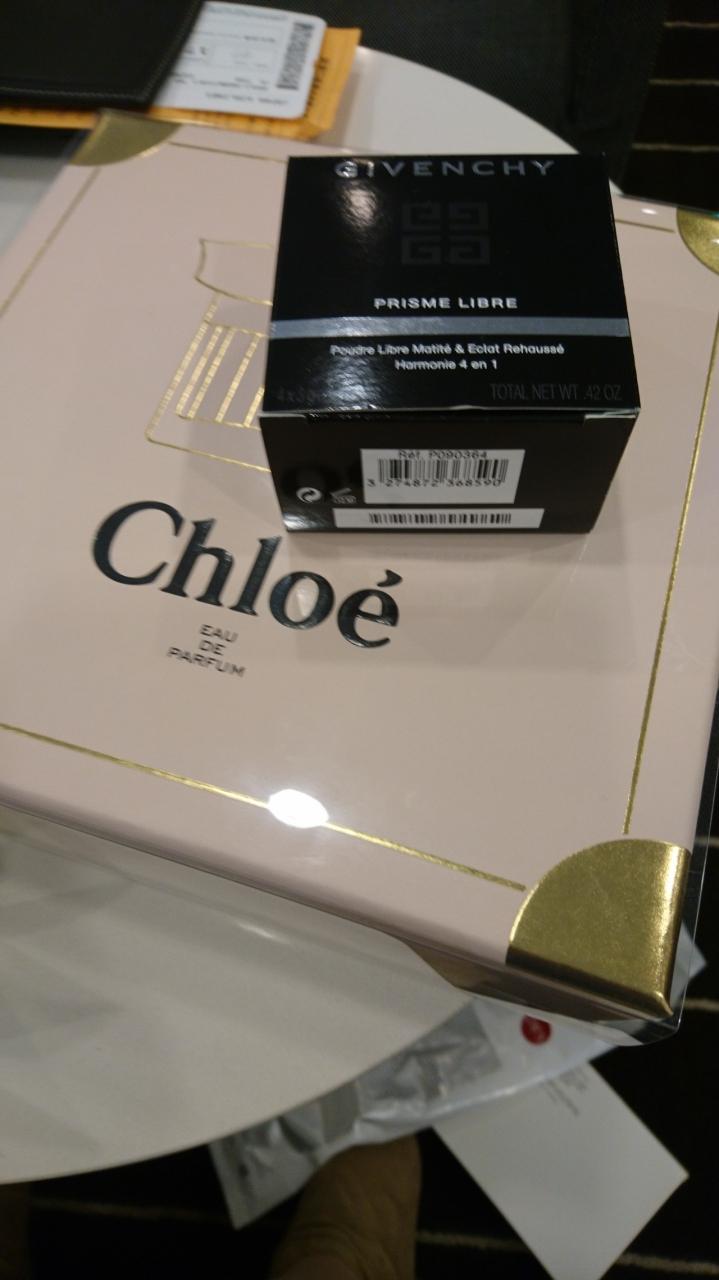 GIVENCHY
PRISME LIBRE
Poudre Libre Matité & Eclat Rehaussé
Harmonie 4 en 1
TOTAL NET WT .42 OZ
Réf. P090364
3 274872 368590
Chloé
EAU
DE
PARFUM